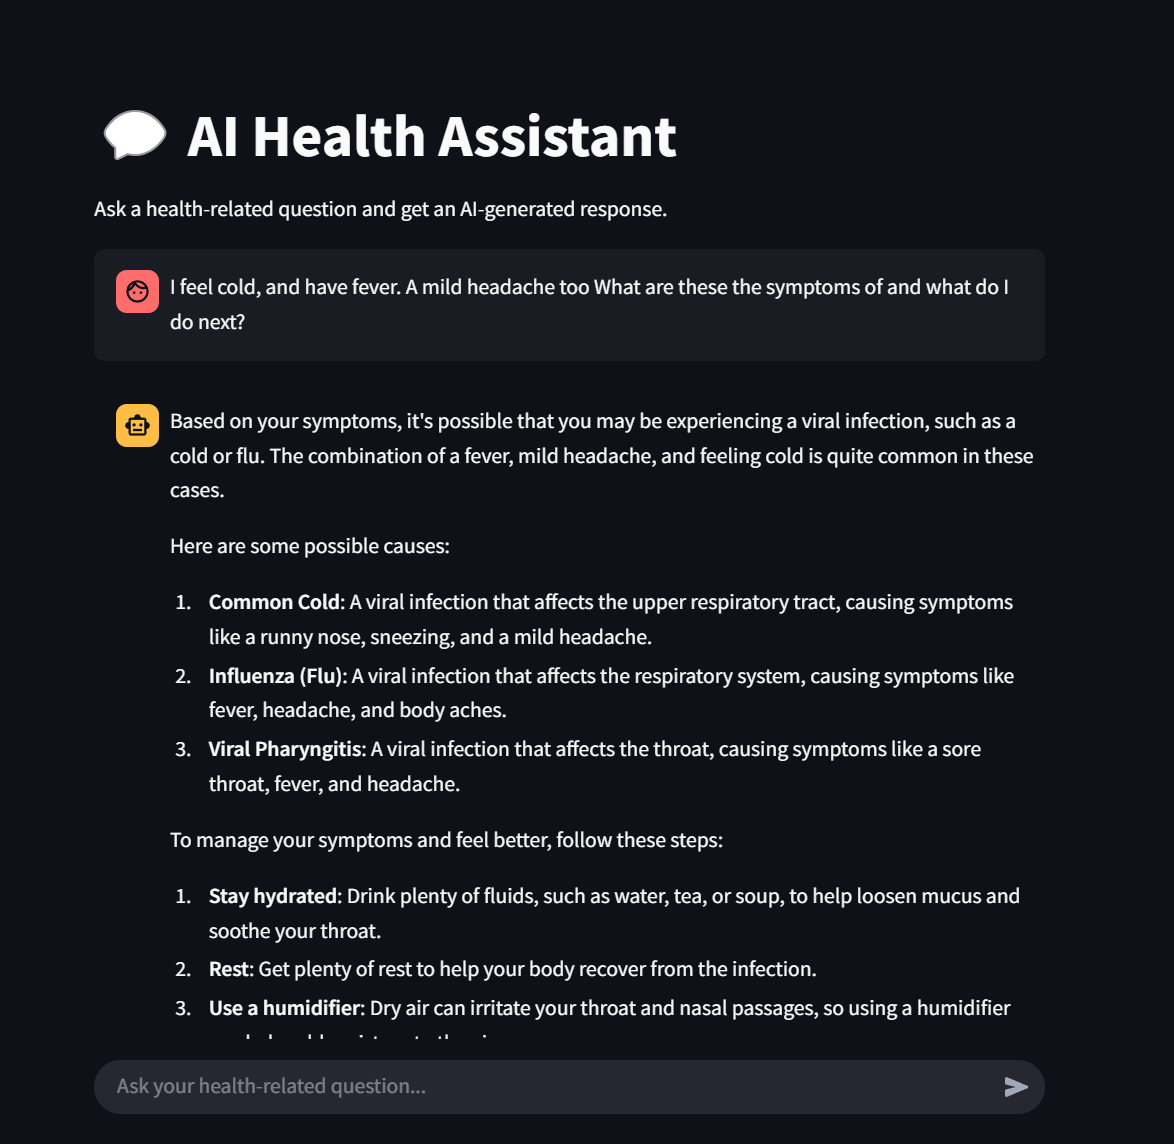 AI Health Assistant
Ask a health-related question and get an AI-generated response.
I feel cold, and have fever. A mild headache too What are these the symptoms of and what do I
do next?
Based on your symptoms, it's possible that you may be experiencing a viral infection, such as a
cold or flu. The combination of a fever, mild headache, and feeling cold is quite common in these
cases.
Here are some possible causes:
1. Common Cold: A viral infection that affects the upper respiratory tract, causing symptoms
like a runny nose, sneezing, and a mild headache.
2. Influenza (Flu): A viral infection that affects the respiratory system, causing symptoms like
fever, headache, and body aches.
3. Viral Pharyngitis: A viral infection that affects the throat, causing symptoms like a sore
throat, fever, and headache.
To manage your symptoms and feel better, follow these steps:
1. Stay hydrated: Drink plenty of fluids, such as water, tea, or soup, to help loosen mucus and
soothe your throat.
2. Rest: Get plenty of rest to help your body recover from the infection.
3. Use a humidifier: Dry air can irritate your throat and nasal passages, so using a humidifier
Ask your health-related question...